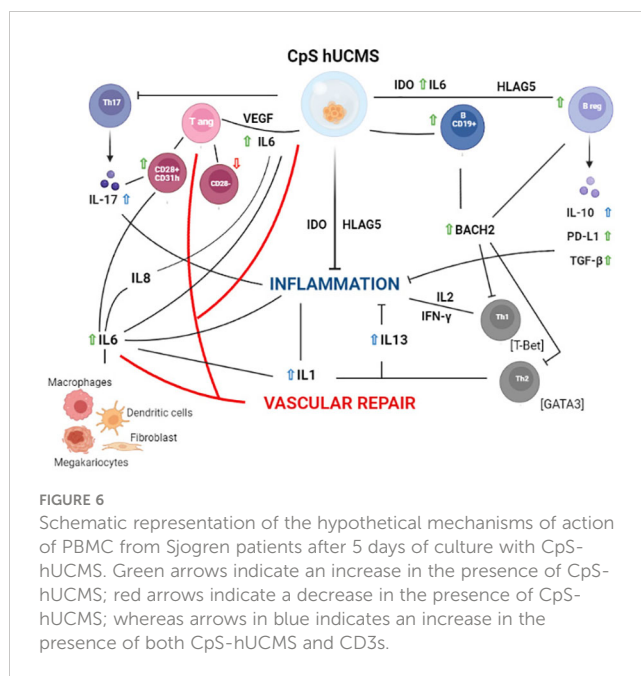 CpS hUCMS
Th17
T ang
VEGF
⇧ IL6
IDO ⇧ IL6
HLAG5
⇧
B reg
⇧
B
CD19+
⇧
CD28+
CD31h
⇩
CD28-
IL-17 ⇧
IL-10 ⇧
PD-L1 ⇧
TGF-β ⇧
IDO
HLAG5
⇧ BACH2
IL8
INFLAMMATION
IL2
IFN-γ
Th1
[T-Bet]
⇧ IL6
⇧ IL13
⇧ IL1
Th2
[GATA3]
Macrophages
Dendritic cells
Fibroblast
Megakariocytes
VASCULAR REPAIR
FIGURE 6
Schematic representation of the hypothetical mechanisms of action
of PBMC from Sjogren patients after 5 days of culture with CpS-
hUCMS. Green arrows indicate an increase in the presence of CpS-
hUCMS; red arrows indicate a decrease in the presence of CpS-
hUCMS; whereas arrows in blue indicates an increase in the
presence of both CpS-hUCMS and CD3s.